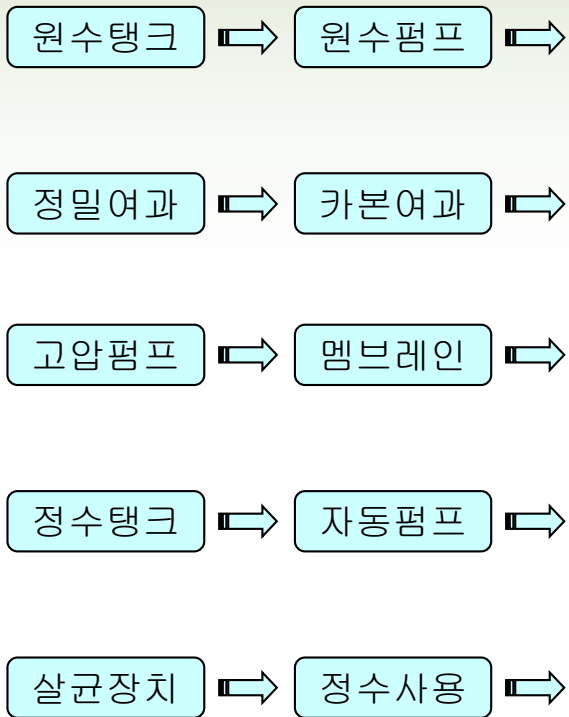 원수탱크 원수펌프
정밀여과 카본여과
고압펌프 멤브레인
정수탱크 자동펌프
살균장치 정수사용